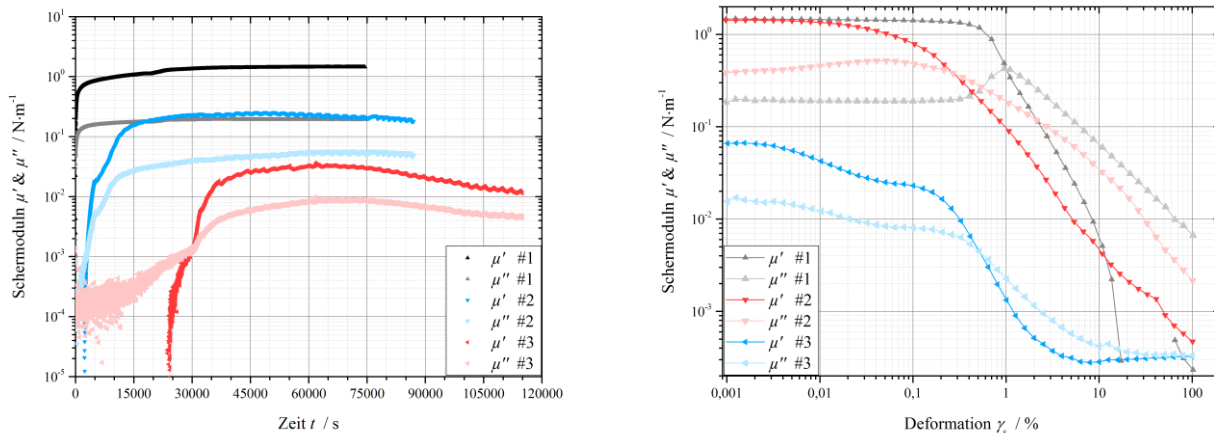 Schermoduln μ′ & μ″ / N·m⁻¹
10¹
10⁰
10⁻¹
10⁻²
10⁻³
10⁻⁴
10⁻⁵
μ′ #1
μ″ #1
μ′ #2
μ″ #2
μ′ #3
μ″ #3
0 15000 30000 45000 60000 75000 90000 105000 120000
Zeit t / s
Schermoduln μ′ & μ″ / N·m⁻¹
10⁰
10⁻¹
10⁻²
10⁻³
μ′ #1
μ″ #1
μ′ #2
μ″ #2
μ′ #3
μ″ #3
0,001 0,01 0,1 1 10 100
Deformation γₛ / %